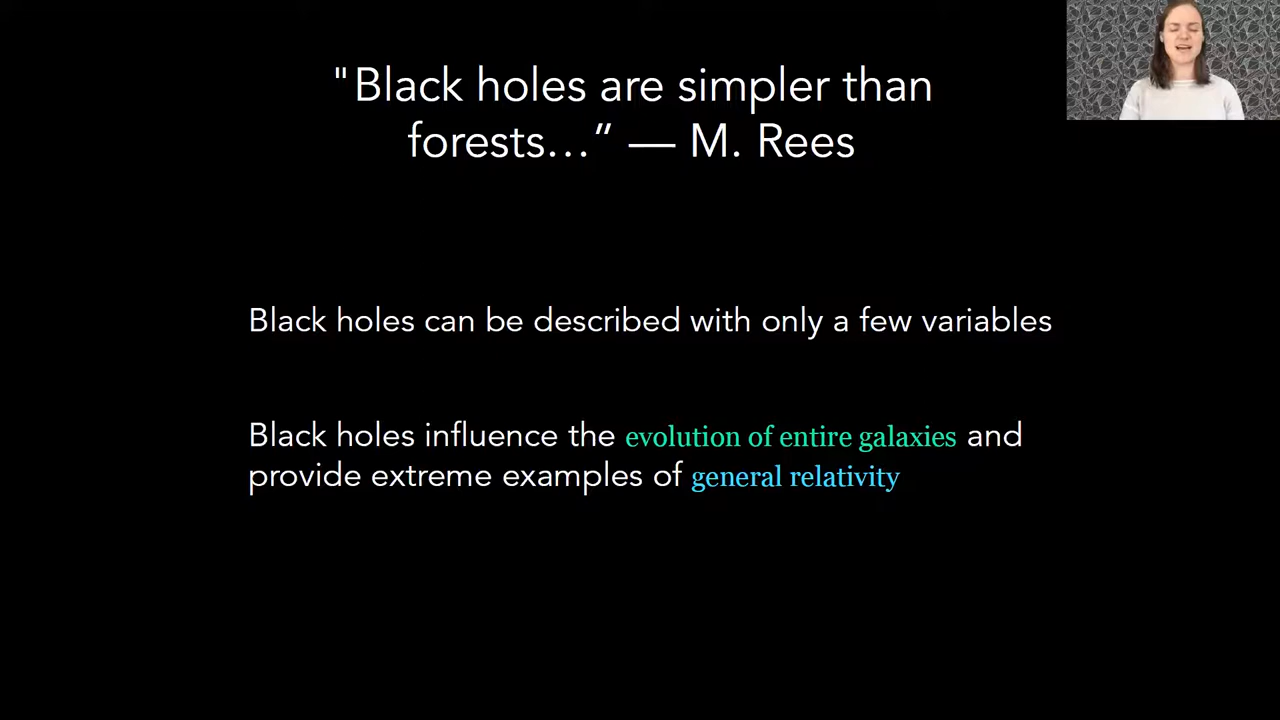 "Black holes are simpler than
forests…” — M. Rees
Black holes can be described with only a few variables
Black holes influence the evolution of entire galaxies and
provide extreme examples of general relativity